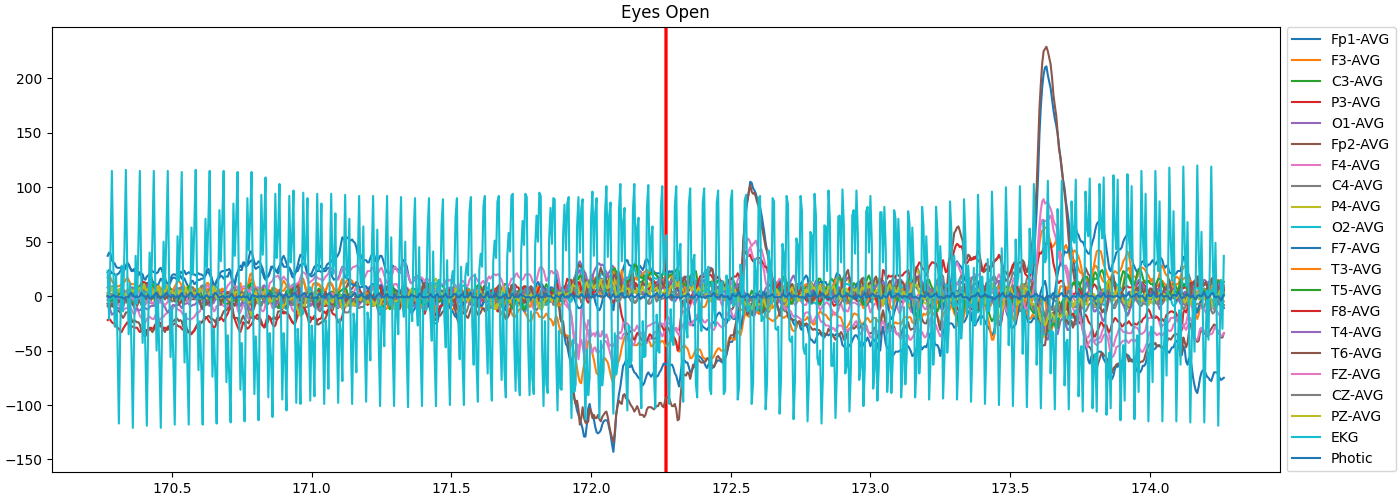 Eyes Open
200
150
100
50
0
−50
−100
−150
170.5 171.0 171.5 172.0 172.5 173.0 173.5 174.0
Fp1-AVG
F3-AVG
C3-AVG
P3-AVG
O1-AVG
Fp2-AVG
F4-AVG
C4-AVG
P4-AVG
O2-AVG
F7-AVG
T3-AVG
T5-AVG
F8-AVG
T4-AVG
T6-AVG
FZ-AVG
CZ-AVG
PZ-AVG
EKG
Photic